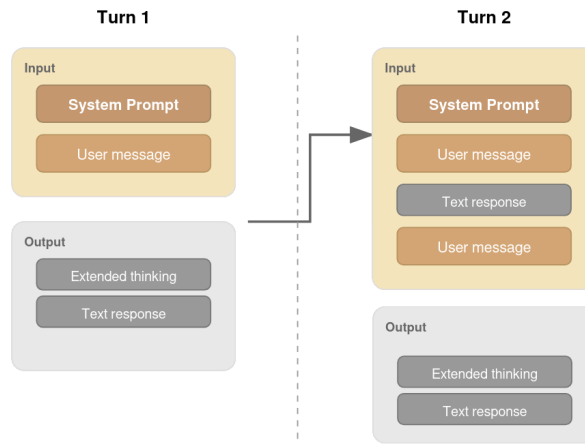 Turn 1
Input
System Prompt
User message
Output
Extended thinking
Text response
Turn 2
Input
System Prompt
User message
Text response
User message
Output
Extended thinking
Text response